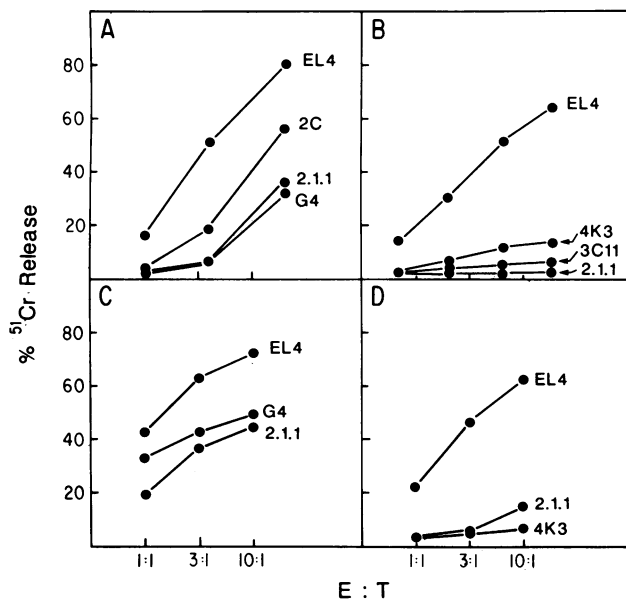 A
80
60
40
20
EL4
2C
2.1.1
G4
B
EL4
4K3
3C11
2.1.1
% ⁵¹Cr Release
C
80
60
40
20
EL4
G4
2.1.1
1:1
3:1
10:1
D
EL4
2.1.1
4K3
1:1
3:1
10:1
E : T